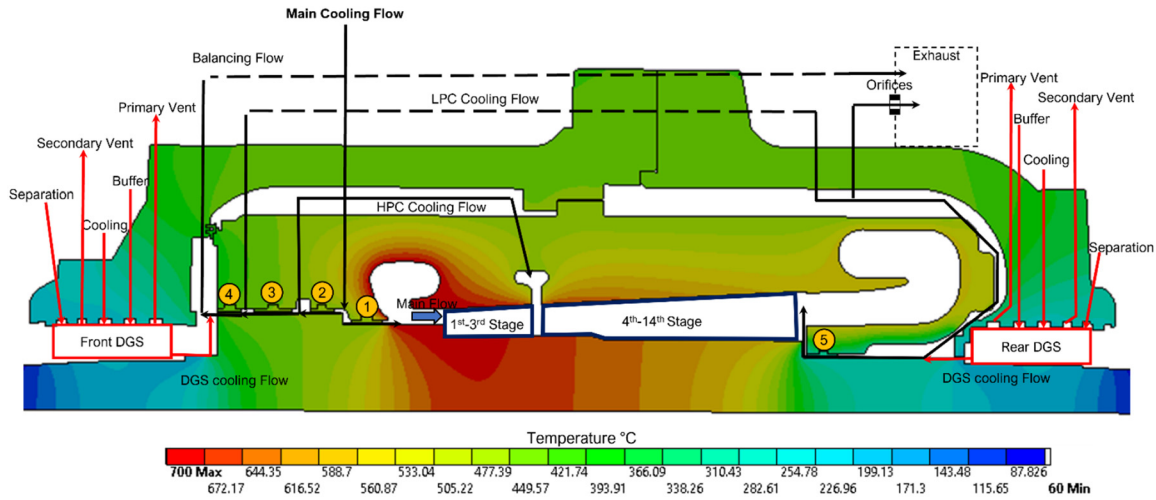 Main Cooling Flow
Balancing Flow
Exhaust
Primary Vent
Orifices
Secondary Vent
LPC Cooling Flow
Primary Vent
Buffer
Secondary Vent
Cooling
Buffer
Separation
Cooling
HPC Cooling Flow
Separation
4
3
2
1
Main Flow
1st-3rd Stage
4th-14th Stage
5
Front DGS
Rear DGS
DGS cooling Flow
DGS cooling Flow
Temperature °C
700 Max
644.35
588.7
533.04
477.39
421.74
366.09
310.43
254.78
199.13
143.48
87.826
672.17
616.52
560.87
505.22
449.57
393.91
338.26
282.61
226.96
171.3
115.65
60 Min